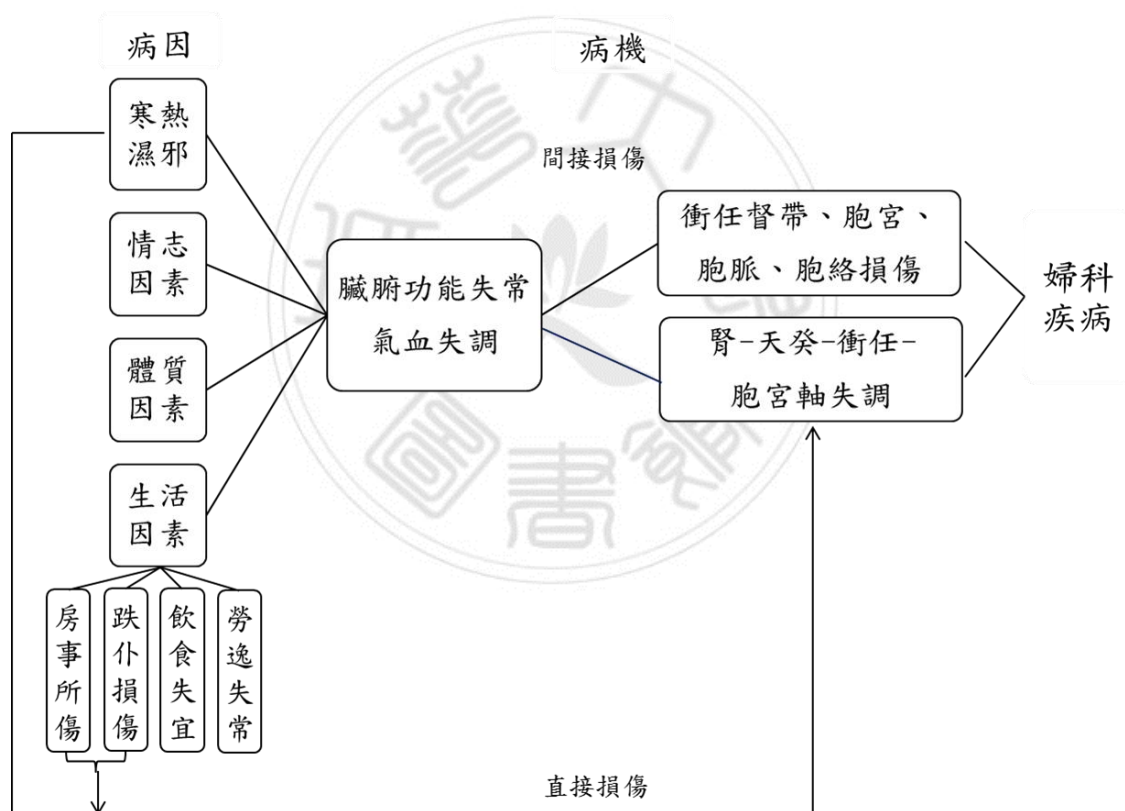 病因
病機
寒熱
濕邪
間接損傷
情志
因素
衝任督帶、胞宮、
胞脈、胞絡損傷
臟腑功能失常
氣血失調
婦科
疾病
體質
因素
腎-天癸-衝任-
胞宮軸失調
生活
因素
房事所傷
跌仆損傷
飲食失宜
勞逸失常
直接損傷